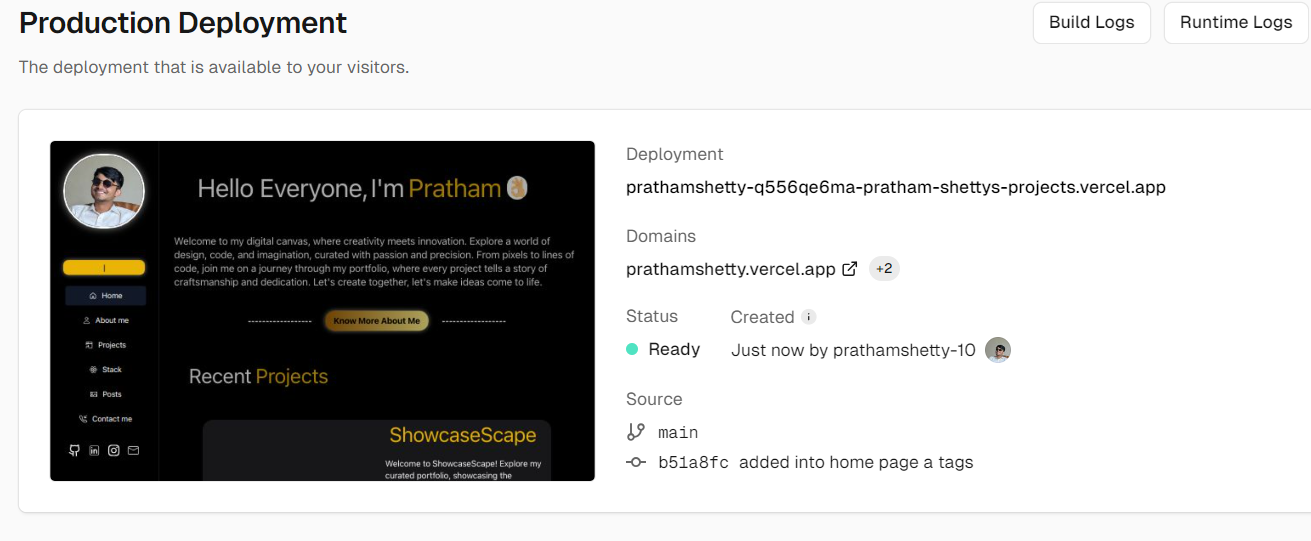 Production Deployment
Build Logs
Runtime Logs
The deployment that is available to your visitors.
Hello Everyone, I'm Pratham
Welcome to my digital canvas, where creativity meets innovation. Explore a world of
design, code, and imagination, curated with passion and precision. From pixels to lines of
code, join me on a journey through my portfolio, where every project tells a story of
craftsmanship and dedication. Let's create together, let's make ideas come to life.
Home
About me
Projects
Stack
Posts
Contact me
Know More About Me
Recent Projects
ShowcaseScape
Welcome to ShowcaseScape! Explore my
curated portfolio, showcasing the
Deployment
prathamshetty-q556qe6ma-pratham-shettys-projects.vercel.app
Domains
prathamshetty.vercel.app +2
Status
Created
Ready
Just now by prathamshetty-10
Source
main
b51a8fc added into home page a tags